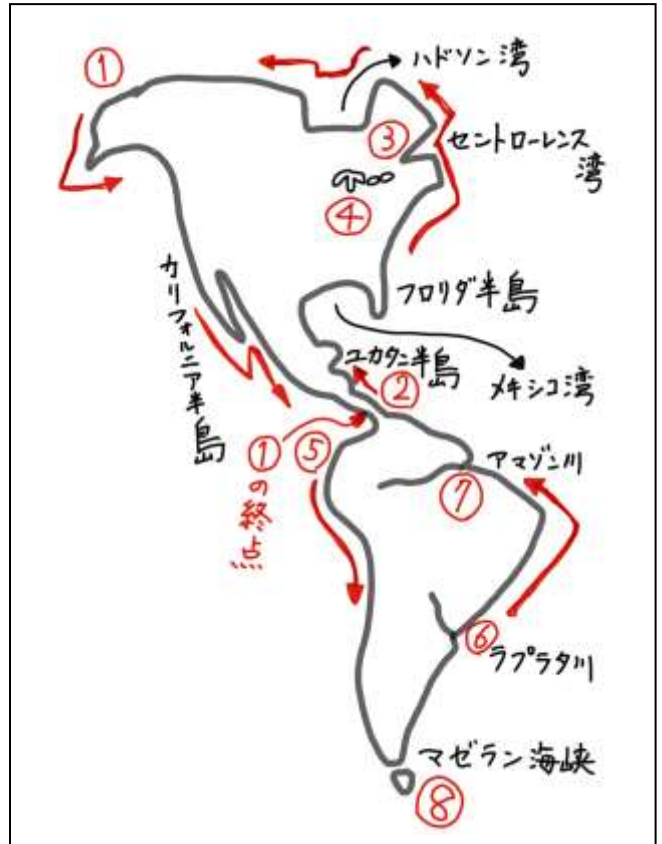 ①
ハドソン湾
③
セントローレンス
湾
④
カリフォルニア半島
フロリダ半島
ユカタニ半島
②
メキシコ湾
①の終点
⑤
アマゾン川
⑦
⑥
ラプラタ川
マゼラン海峡
⑧